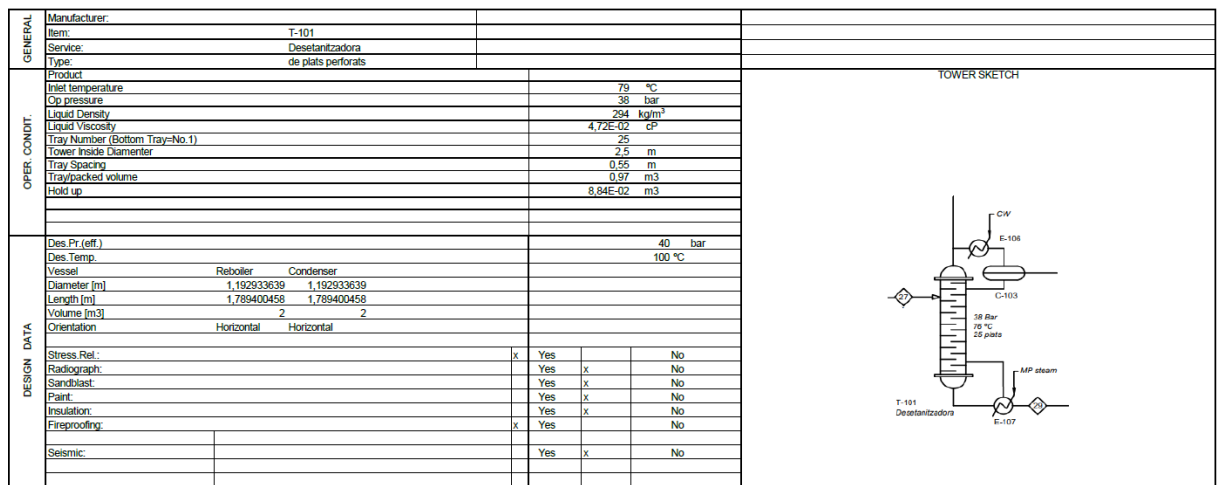 GENERAL
Manufacturer:
Item: T-101
Service: Desetanitzadora
Type: de plats perforats
OPER. CONDIT.
Product
Inlet temperature 79 ºC
Op pressure 38 bar
Liquid Density 294 kg/m³
Liquid Viscosity 4,72E-02 cP
Tray Number (Bottom Tray=No.1) 25
Tower Inside Diamenter 2,5 m
Tray Spacing 0,55 m
Tray/packed volume 0,97 m3
Hold up 8,84E-02 m3
DESIGN DATA
Des.Pr.(eff.) 40 bar
Des.Temp. 100 ºC
Vessel Reboiler Condenser
Diameter [m] 1,192933639 1,192933639
Length [m] 1,789400458 1,789400458
Volume [m3] 2 2
Orientation Horizontal Horizontal
Stress.Rel.: x Yes No
Radiograph: Yes x No
Sandblast: Yes x No
Paint: Yes x No
Insulation: Yes x No
Fireproofing: x Yes No
Seismic: Yes x No
TOWER SKETCH
CW
E-106
C-103
27
38 Bar
76 ºC
25 plats
MP steam
T-101
Desetanitzadora
29
E-107